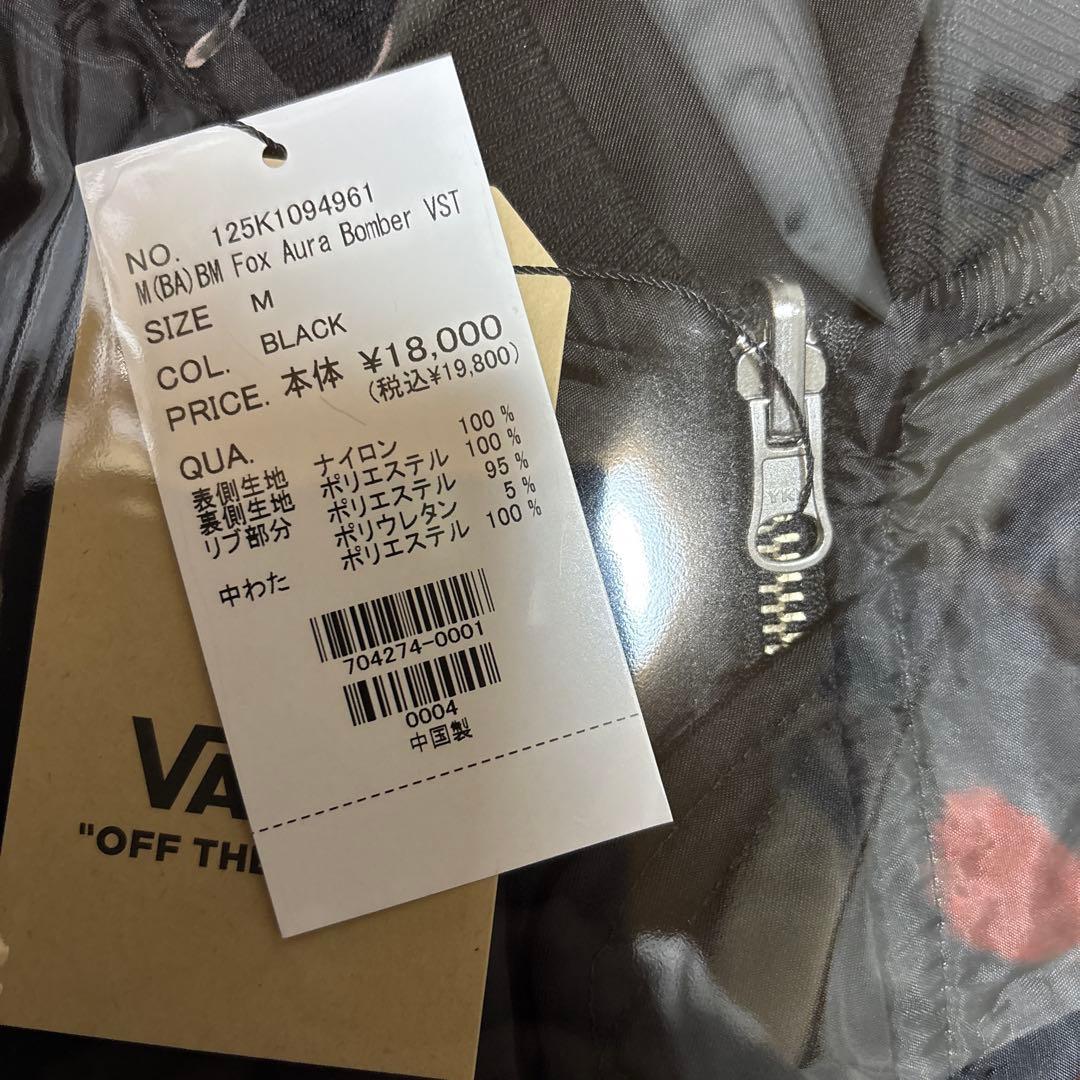 NO. 125K1094961
M(BA)BM Fox Aura Bomber VST
SIZE M
COL. BLACK
PRICE. 本体 ¥18,000
(税込¥19,800)
QUA.
表側生地 ナイロン 100 %
裏側生地 ポリエステル 100 %
リブ部分 ポリエステル 95 %
ポリウレタン 5 %
中わた ポリエステル 100 %
704274-0001
0004
中国製
VA
"OFF THE
YK